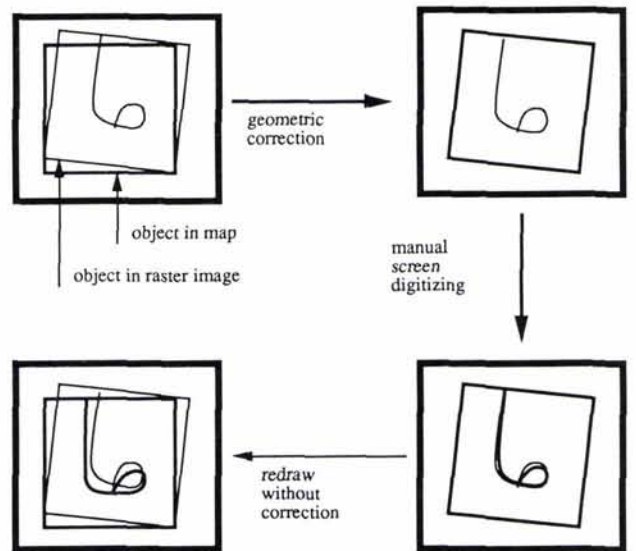 geometric
correction
object in map
object in raster image
manual
screen
digitizing
redraw
without
correction